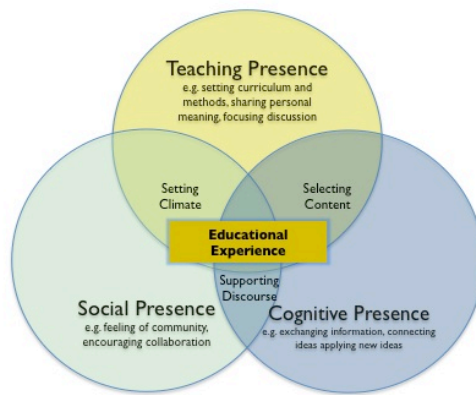 Teaching Presence
e.g. setting curriculum and
methods, sharing personal
meaning, focusing discussion
Setting
Climate
Selecting
Content
Educational
Experience
Supporting
Discourse
Social Presence
e.g. feeling of community,
encouraging collaboration
Cognitive Presence
e.g. exchanging information, connecting
ideas applying new ideas